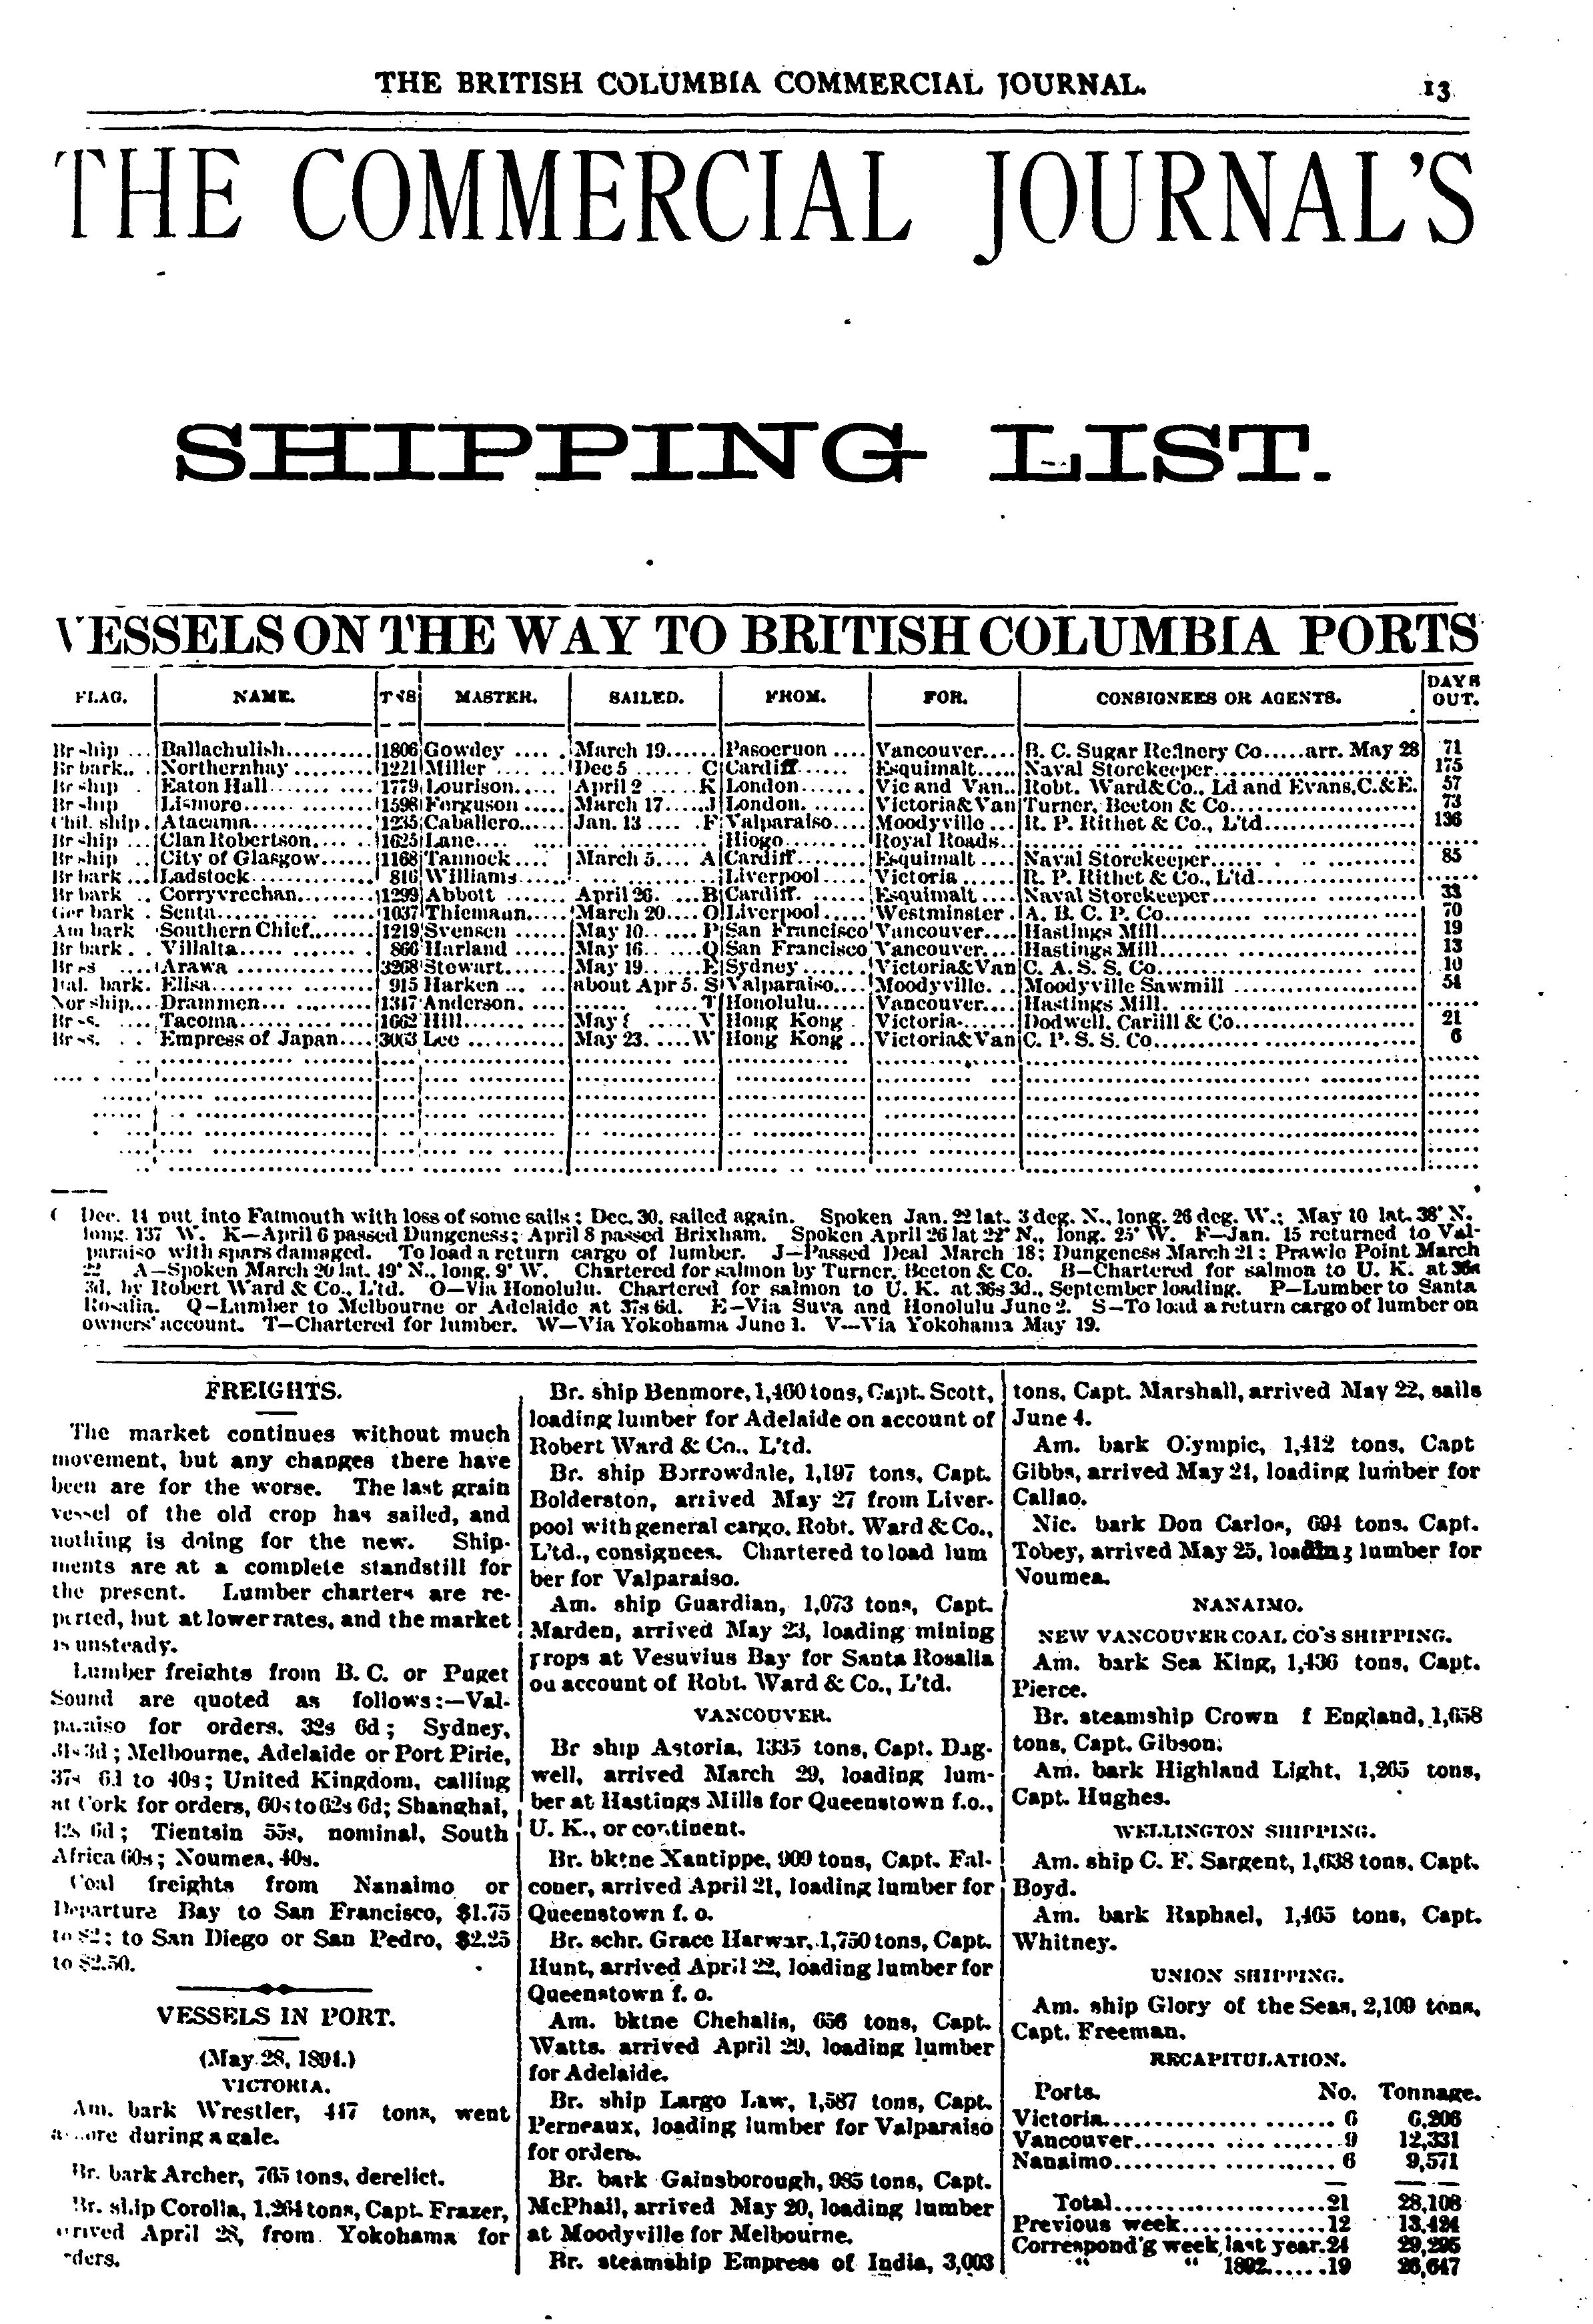 THE BRITISH COLUMBIA COMMERCIAL JOURNAL. 13
THE COMMERCIAL JOURNAL'S
SHIPPING LIST.
VESSELS ON THE WAY TO BRITISH COLUMBIA PORTS
FLAG. NAME. TNS MASTER. SAILED. FROM. FOR. CONSIGNEES OR AGENTS. DAYS OUT.
Br ship ... Ballachulish.......... 1806 Gowdey .... March 19...... Pasoeruon .... Vancouver.... B. C. Sugar Refinery Co.....arr. May 28 71
Br bark.. . Northernhay .......... 1221 Miller .... Dec 5 ...... C Cardiff...... Esquimalt..... Naval Storekeeper.......... 175
Br ship . Eaton Hall.......... 1779 Lourison..... April 2 ..... K London....... Vic and Van.. Robt. Ward&Co., Ld and Evans,C.&E. 57
Br ship . Lismore.......... 1598 Ferguson ..... March 17....J London....... Victoria&Van Turner, Beeton & Co.......... 73
Chil. ship. Atacama.......... 1235 Caballero...... Jan. 13 .... .F Valparaiso.... Moodyville ... R. P. Rithet & Co., L'td.......... 136
Br ship ... Clan Robertson.... 1625 Lane.... .......... Hiogo.......... Royal Roads.. ..........
Br ship .. City of Glasgow...... 1168 Tannock .... March 5.... A Cardiff........ Esquimalt .... Naval Storekeeper...... 85
Br bark ... Ladstock.......... 816 Williams...... .......... Liverpool..... Victoria ...... R. P. Rithet & Co., L'td..........
Br bark .. Corryvrechan....... 1299 Abbott ...... April 26. ....B Cardiff. ..... Esquimalt .... Naval Storekeeper.......... 33
Ger bark . Senta.......... 1037 Thiemann..... March 20.... O Liverpool..... Westminster . A. B. C. P. Co.......... 70
Am bark Southern Chief........ 1219 Svensen ..... May 10...... P San Francisco Vancouver.... Hastings Mill.......... 19
Br bark. . Villalta.......... 866 Harland ..... May 16.. .....Q San Francisco Vancouver.... Hastings Mill.......... 13
Br s .... Arawa .......... 3268 Stewart....... May 19.......E Sydney ....... Victoria&Van C. A. S. S. Co.......... 10
Ital. bark. Elisa.......... 915 Harken ... ... about Apr 5. S Valparaiso..... Moodyville. .. Moodyville Sawmill .......... 54
Nor ship... Drammen... ....... 1347 Anderson. .... ...... .....T Honolulu...... Vancouver.... Hastings Mill..........
Br s. .... Tacoma.......... 1662 Hill....... May ...... V Hong Kong . Victoria....... Dodwell, Carlill & Co.......... 21
Br s. . . Empress of Japan.... 3003 Lee .......... May 23. ....W Hong Kong .. Victoria&Van C. P. S. S. Co.......... 6
C Dec. 14 put into Falmouth with loss of some sails; Dec. 30, sailed again. Spoken Jan. 22 lat. 3 deg. N., long. 26 deg. W.; May 10 lat. 38° N.
long. 137 W. K—April 6 passed Dungeness; April 8 passed Brixham. Spoken April 26 lat 22° N., long. 25° W. F—Jan. 15 returned to Val-
paraiso with spars damaged. To load a return cargo of lumber. J—Passed Deal March 18; Dungeness March 21; Prawle Point March
22 A—Spoken March 20 lat. 49° N., long. 9° W. Chartered for salmon by Turner, Beeton & Co. B—Chartered for salmon to U. K. at 36s
3d. by Robert Ward & Co., L'td. O—Via Honolulu. Chartered for salmon to U. K. at 36s 3d., September loading. P—Lumber to Santa
Rosalia. Q—Lumber to Melbourne or Adelaide at 37s 6d. E—Via Suva and Honolulu June 2. S—To load a return cargo of lumber on
owners' account. T—Chartered for lumber. W—Via Yokohama June 1. V—Via Yokohama May 19.
FREIGHTS.
The market continues without much
movement, but any changes there have
been are for the worse. The last grain
vessel of the old crop has sailed, and
nothing is doing for the new. Ship-
ments are at a complete standstill for
the present. Lumber charters are re-
ported, but at lower rates, and the market
is unsteady.
Lumber freights from B. C. or Puget
Sound are quoted as follows:—Val-
paraiso for orders, 32s 6d; Sydney,
31s 3d; Melbourne, Adelaide or Port Pirie,
37s 6d to 40s; United Kingdom, calling
at Cork for orders, 60s to 62s 6d; Shanghai,
42s 6d; Tientsin 55s, nominal, South
Africa 60s; Noumea, 40s.
Coal freights from Nanaimo or
Departure Bay to San Francisco, $1.75
to $2; to San Diego or San Pedro, $2.25
to $2.50.
VESSELS IN PORT.
(May 28, 1894.)
VICTORIA.
Am. bark Wrestler, 447 tons, went
ashore during a gale.
Br. bark Archer, 765 tons, derelict.
Br. ship Corolla, 1,264 tons, Capt. Frazer,
arrived April 28, from Yokohama for
orders.
Br. ship Benmore, 1,460 tons, Capt. Scott,
loading lumber for Adelaide on account of
Robert Ward & Co., L'td.
Br. ship Borrowdale, 1,197 tons, Capt.
Bolderston, arrived May 27 from Liver-
pool with general cargo. Robt. Ward & Co.,
L'td., consignees. Chartered to load lum
ber for Valparaiso.
Am. ship Guardian, 1,073 tons, Capt.
Marden, arrived May 23, loading mining
props at Vesuvius Bay for Santa Rosalia
on account of Robt. Ward & Co., L'td.
VANCOUVER.
Br ship Astoria, 1335 tons, Capt. Dag-
well, arrived March 29, loading lum-
ber at Hastings Mills for Queenstown f.o.,
U. K., or continent.
Br. bktne Xantippe, 909 tons, Capt. Fal-
coner, arrived April 21, loading lumber for
Queenstown f. o.
Br. schr. Grace Harwar, 1,750 tons, Capt.
Hunt, arrived April 22, loading lumber for
Queenstown f. o.
Am. bktne Chehalis, 656 tons, Capt.
Watts, arrived April 29, loading lumber
for Adelaide.
Br. ship Largo Law, 1,587 tons, Capt.
Perneaux, loading lumber for Valparaiso
for orders.
Br. bark Gainsborough, 985 tons, Capt.
McPhail, arrived May 20, loading lumber
at Moodyville for Melbourne.
Br. steamship Empress of India, 3,003
tons, Capt. Marshall, arrived May 22, sails
June 4.
Am. bark Olympic, 1,412 tons, Capt
Gibbs, arrived May 21, loading lumber for
Callao.
Nic. bark Don Carlos, 694 tons. Capt.
Tobey, arrived May 25, loading lumber for
Noumea.
NANAIMO.
NEW VANCOUVER COAL CO'S SHIPPING.
Am. bark Sea King, 1,436 tons, Capt.
Pierce.
Br. steamship Crown f England, 1,658
tons, Capt. Gibson.
Am. bark Highland Light, 1,265 tons,
Capt. Hughes.
WELLINGTON SHIPPING.
Am. ship C. F. Sargent, 1,638 tons, Capt.
Boyd.
Am. bark Raphael, 1,465 tons, Capt.
Whitney.
UNION SHIPPING.
Am. ship Glory of the Seas, 2,109 tons,
Capt. Freeman.
RECAPITULATION.
Ports. No. Tonnage.
Victoria.......... 6 6,206
Vancouver.......... 9 12,331
Nanaimo.......... 6 9,571
Total.......... 21 28,108
Previous week.......... 12 13,424
Correspond'g week last year. 24 29,295
" " 1892......19 26,647